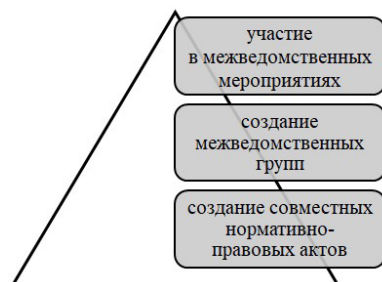 участие
в межведомственных
мероприятиях
создание
межведомственных
групп
создание совместных
нормативно-
правовых актов